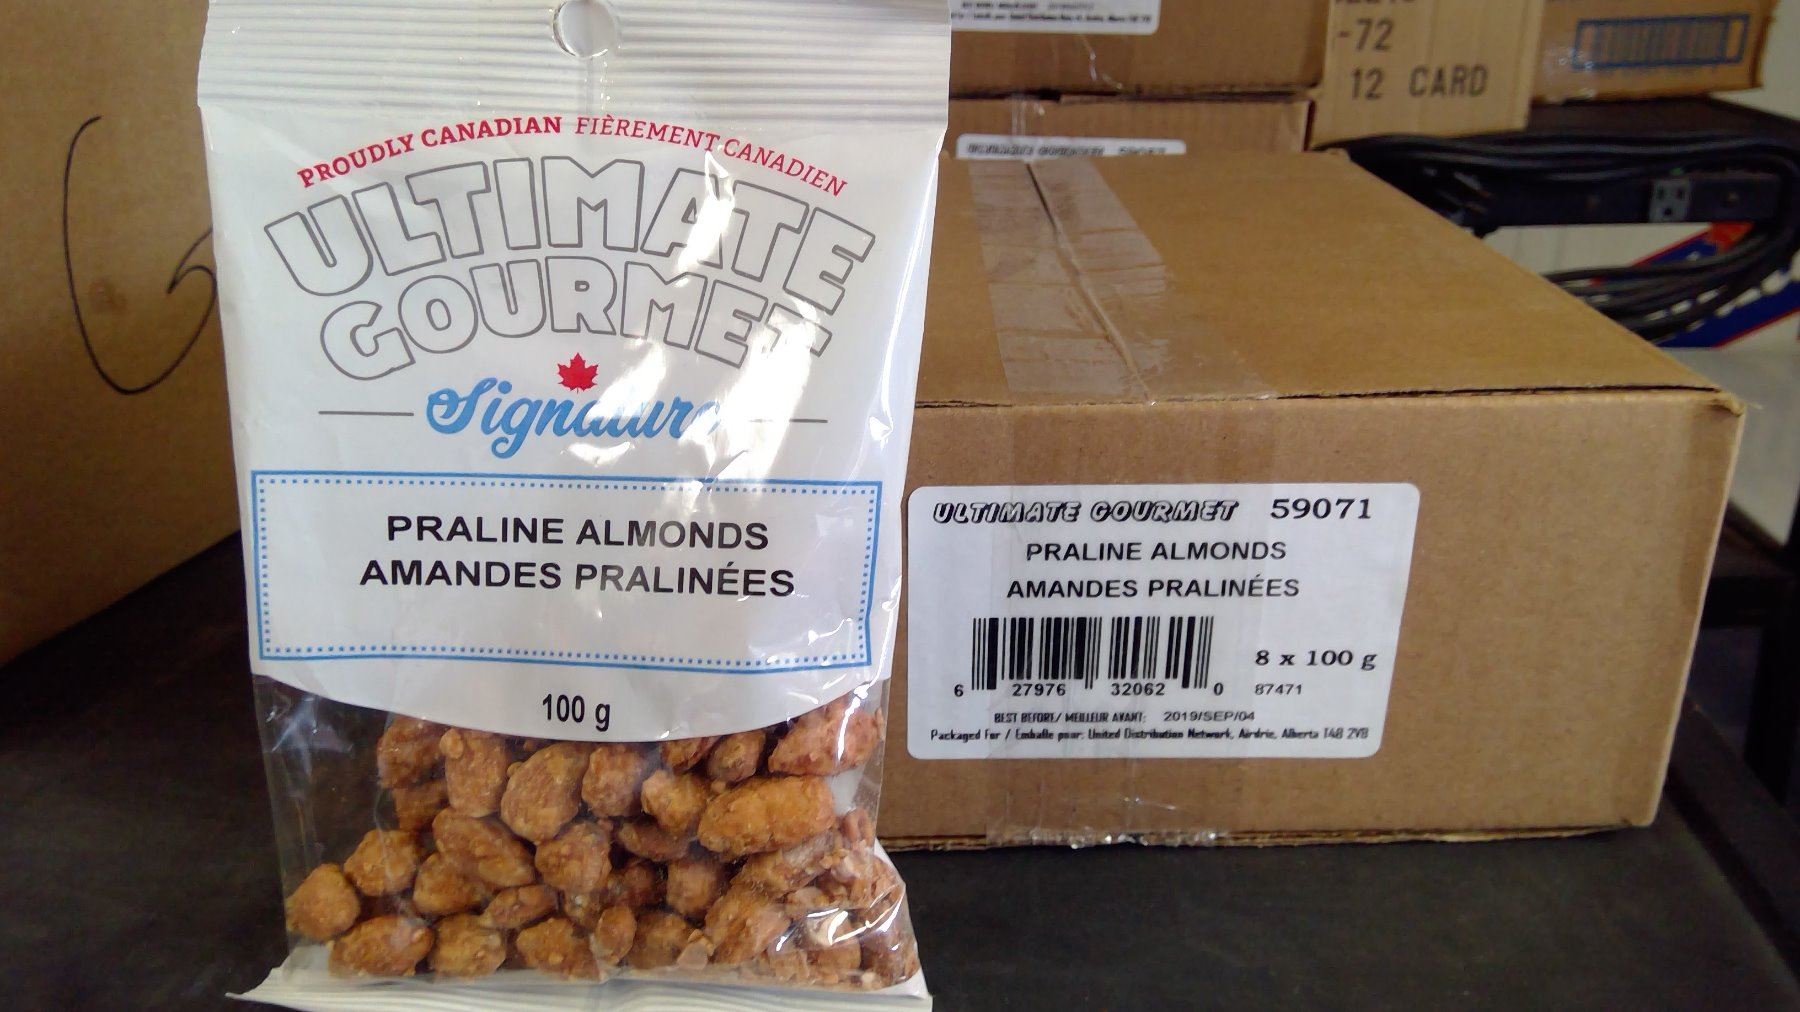 PROUDLY CANADIAN FIÈREMENT CANADIEN
ULTIMATE
GOURMET
Signature
PRALINE ALMONDS
AMANDES PRALINÉES
100 g
-72
12 CARD
ULTIMATE GOURMET 59071
PRALINE ALMONDS
AMANDES PRALINÉES
8 x 100 g
6 27976 32062 0 87471
BEST BEFORE/ MEILLEUR AVANT: 2019/SEP/04
Packaged For / Emballe pour: United Distribution Network, Airdrie, Alberta T4B 2V8